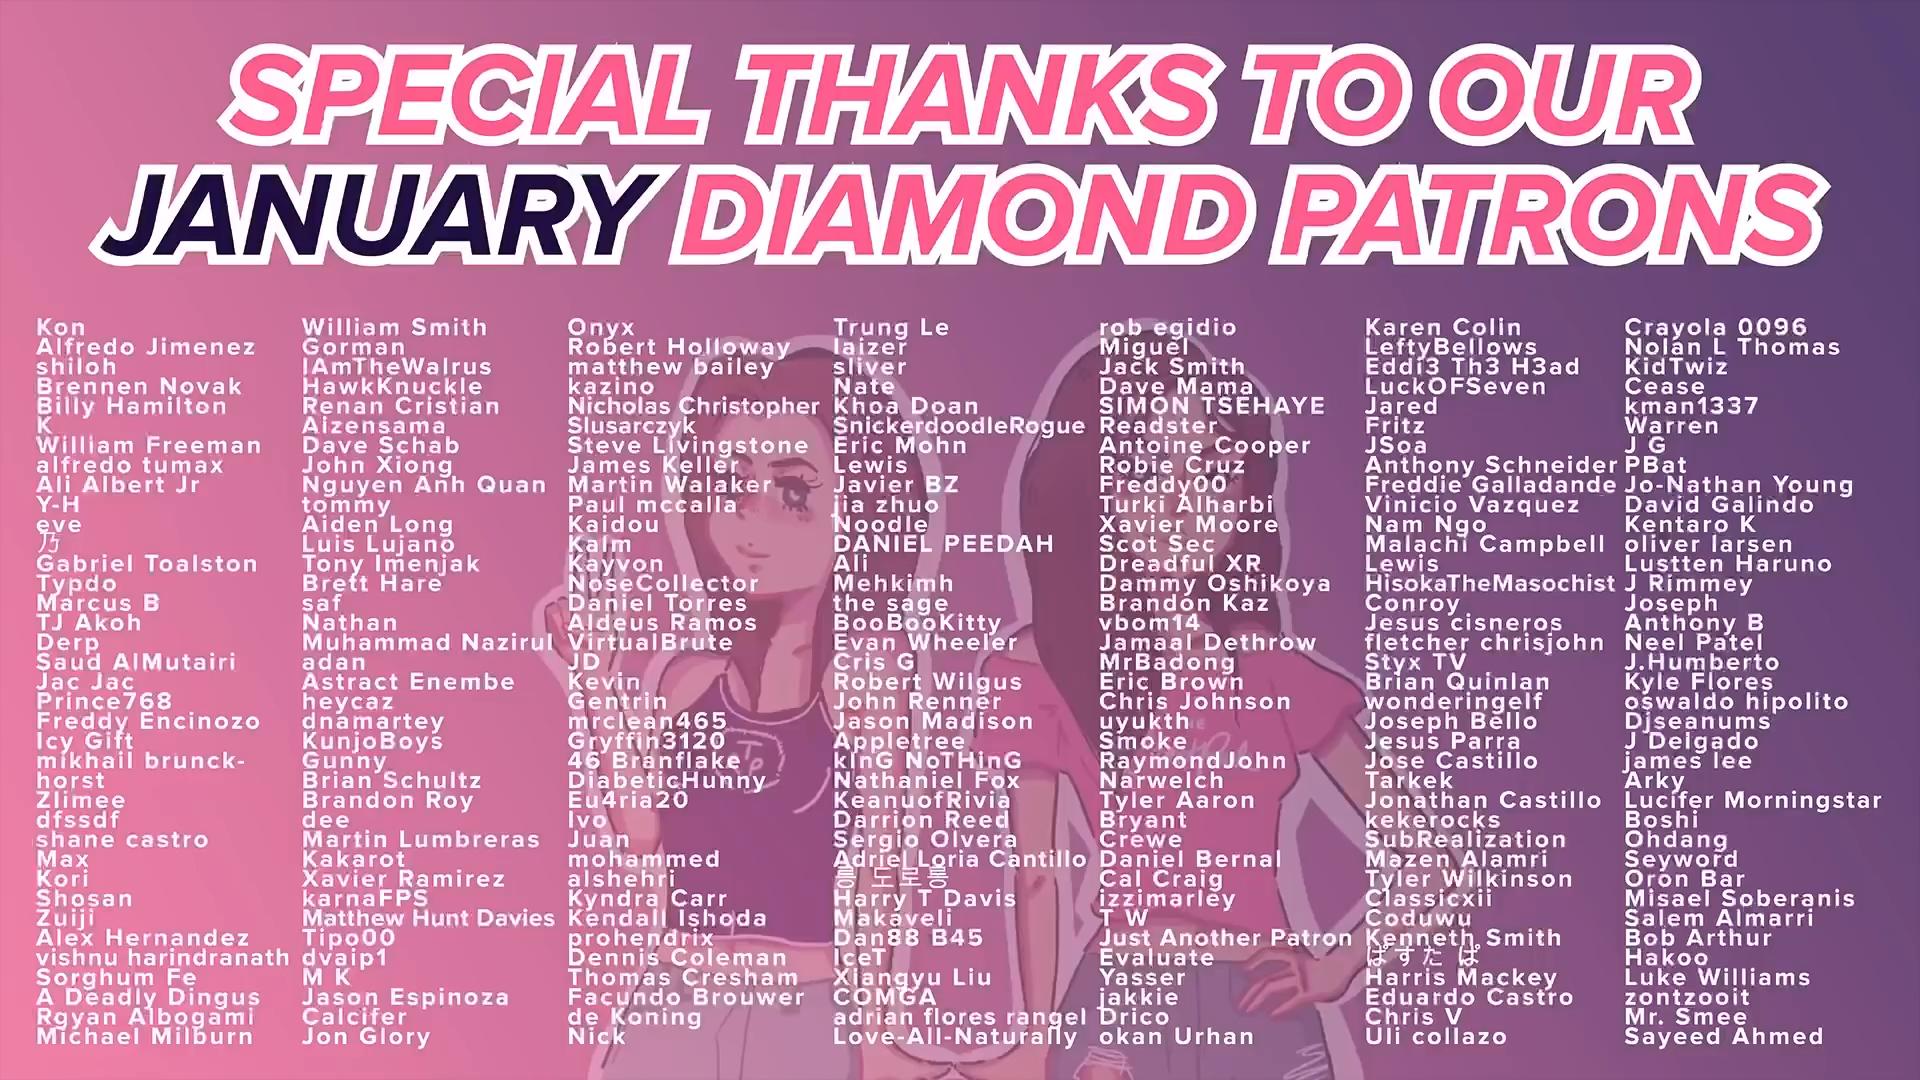 SPECIAL THANKS TO OUR
JANUARY DIAMOND PATRONS
Kon
Alfredo Jimenez
shiloh
Brennen Novak
Billy Hamilton
K
William Freeman
alfredo tumax
Ali Albert Jr
Y-H
eve
乃
Gabriel Toalston
Typdo
Marcus B
TJ Akoh
Derp
Saud AlMutairi
Jac Jac
Prince768
Freddy Encinozo
Icy Gift
mikhail brunck-
horst
Zlimee
dfssdf
shane castro
Max
Kori
Shosan
Zuiji
Alex Hernandez
vishnu harindranath
Sorghum Fe
A Deadly Dingus
Rgyan Albogami
Michael Milburn
William Smith
Gorman
IAmTheWalrus
HawkKnuckle
Renan Cristian
Aizensama
Dave Schab
John Xiong
Nguyen Anh Quan
tommy
Aiden Long
Luis Lujano
Tony Imenjak
Brett Hare
saf
Nathan
Muhammad Nazirul
adan
Astract Enembe
heycaz
dnamartey
KunjoBoys
Gunny
Brian Schultz
Brandon Roy
dee
Martin Lumbreras
Kakarot
Xavier Ramirez
karnaFPS
Matthew Hunt Davies
Tipo00
dvaip1
M K
Jason Espinoza
Calcifer
Jon Glory
Onyx
Robert Holloway
matthew bailey
kazino
Nicholas Christopher
Slusarczyk
Steve Livingstone
James Keller
Martin Walaker
Paul mccalla
Kaidou
Kalm
Kayvon
NoseCollector
Daniel Torres
Aldeus Ramos
VirtualBrute
JD
Kevin
Gentrin
mrclean465
Gryffin3120
46 Branflake
DiabeticHunny
Eu4ria20
Ivo
Juan
mohammed
alshehri
Kyndra Carr
Kendall Ishoda
prohendrix
Dennis Coleman
Thomas Cresham
Facundo Brouwer
de Koning
Nick
Trung Le
laizer
sliver
Nate
Khoa Doan
SnickerdoodleRogue
Eric Mohn
Lewis
Javier BZ
jia zhuo
Noodle
DANIEL PEEDAH
Ali
Mehkimh
the sage
BooBooKitty
Evan Wheeler
Cris G
Robert Wilgus
John Renner
Jason Madison
Appletree
kInG NoTHinG
Nathaniel Fox
KeanuofRivia
Darrion Reed
Sergio Olvera
Adriel Loria Cantillo
롱 도로롱
Harry T Davis
Makaveli
Dan88 B45
IceT
Xiangyu Liu
COMGA
adrian flores rangel
Love-All-Naturally
rob egidio
Miguel
Jack Smith
Dave Mama
SIMON TSEHAYE
Readster
Antoine Cooper
Robie Cruz
Freddy00
Turki Alharbi
Xavier Moore
Scot Sec
Dreadful XR
Dammy Oshikoya
Brandon Kaz
vbom14
Jamaal Dethrow
MrBadong
Eric Brown
Chris Johnson
uyukth
Smoke
RaymondJohn
Narwelch
Tyler Aaron
Bryant
Crewe
Daniel Bernal
Cal Craig
izzimarley
T W
Just Another Patron
Evaluate
Yasser
jakkie
Drico
okan Urhan
Karen Colin
LeftyBellows
Eddi3 Th3 H3ad
LuckOFSeven
Jared
Fritz
JSoa
Anthony Schneider
Freddie Galladande
Vinicio Vazquez
Nam Ngo
Malachi Campbell
Lewis
HisokaTheMasochist
Conroy
Jesus cisneros
fletcher chrisjohn
Styx TV
Brian Quinlan
wonderingelf
Joseph Bello
Jesus Parra
Jose Castillo
Tarkek
Jonathan Castillo
kekerocks
SubRealization
Mazen Alamri
Tyler Wilkinson
Classicxii
Coduwu
Kenneth Smith
ぱすた ぱ
Harris Mackey
Eduardo Castro
Chris V
Uli collazo
Crayola 0096
Nolan L Thomas
KidTwiz
Cease
kman1337
Warren
J G
PBat
Jo-Nathan Young
David Galindo
Kentaro K
oliver larsen
Lustten Haruno
J Rimmey
Joseph
Anthony B
Neel Patel
J.Humberto
Kyle Flores
oswaldo hipolito
Djseanums
J Delgado
james lee
Arky
Lucifer Morningstar
Boshi
Ohdang
Seyword
Oron Bar
Misael Soberanis
Salem Almarri
Bob Arthur
Hakoo
Luke Williams
zontzooit
Mr. Smee
Sayeed Ahmed